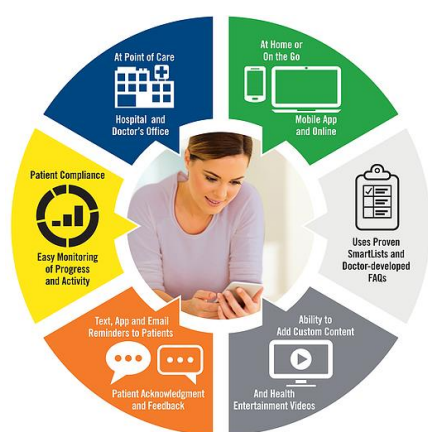 At Point of Care
Hospital and
Doctor's Office
At Home or
On the Go
Mobile App
and Online
Patient Compliance
Easy Monitoring
of Progress
and Activity
Uses Proven
SmartLists and
Doctor-developed
FAQs
Text, App and Email
Reminders to Patients
Patient Acknowledgment
and Feedback
Ability to
Add Custom Content
And Health
Entertainment Videos